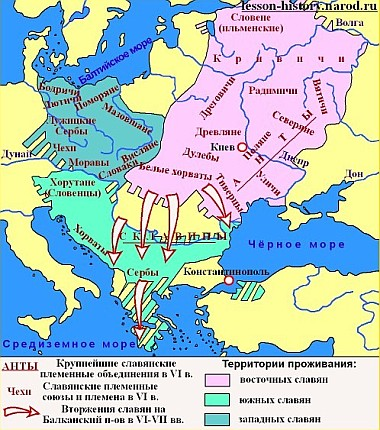 lesson-history.narod.ru
Словене
(ильменские)
Волга
Кривичи
Балтийское море
Бодричи
Лютичи
Поморяне
Мазовшане
Лужицкие
Сербы
Висляне
Чехи
Моравы
Словаки
Дунай
Дреговичи
Радимичи
Вятичи
Северяне
Древляне
Киев
Поляне
Дулебы
Днепр
АНТЫ
Уличи
Тиверцы
Белые хорваты
Дон
Хорутане
(Словенцы)
Хорваты
СКЛАВИНЫ
Сербы
Чёрное море
Константинополь
Средиземное море
АНТЫ Крупнейшие славянские
племенные объединения в VI в.
Чехи Славянские племенные
союзы и племена в VI в.
Вторжения славян на
Балканский п-ов в VI-VII вв.
Территории проживания:
восточных славян
южных славян
западных славян